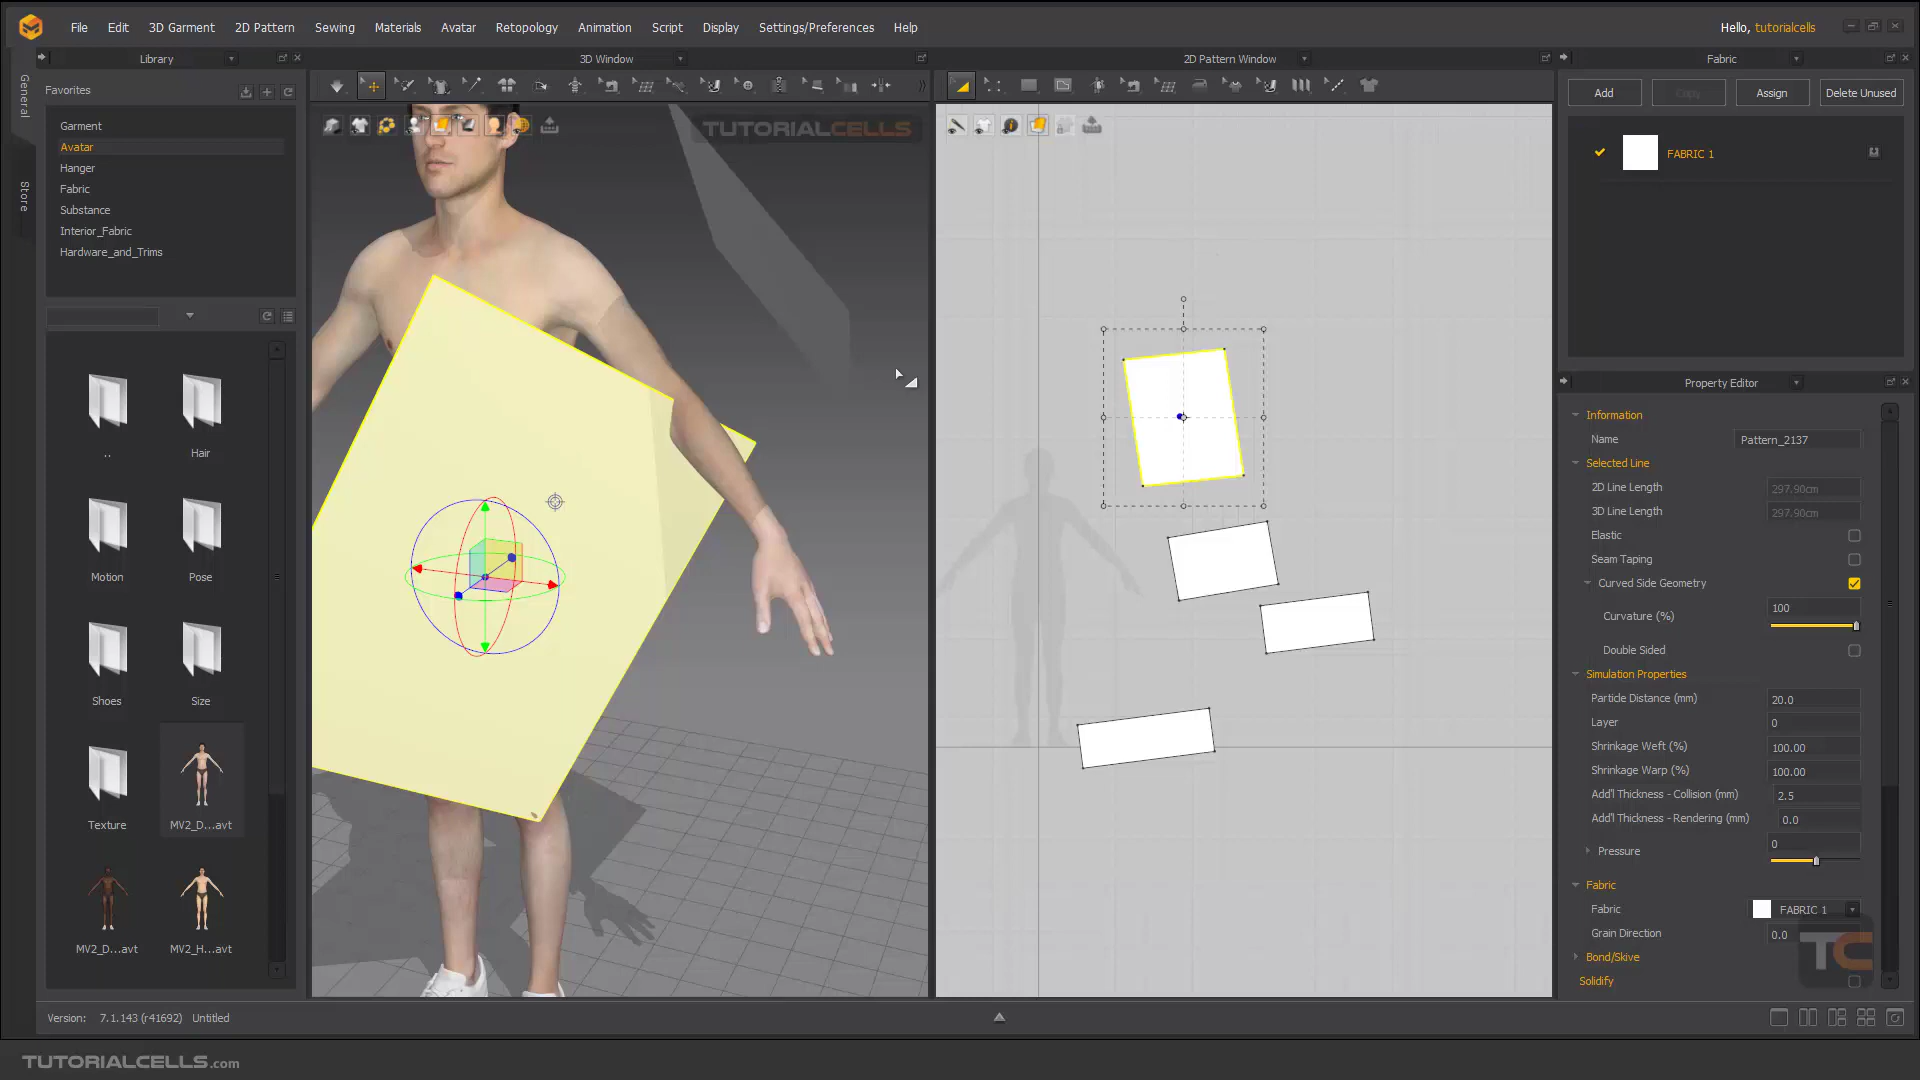 File Edit 3D Garment 2D Pattern Sewing Materials Avatar Retopology Animation Script Display Settings/Preferences Help
Hello, tutorialcells
Library
3D Window
2D Pattern Window
Fabric
General
Store
Favorites
Garment
Avatar
Hanger
Fabric
Substance
Interior_Fabric
Hardware_and_Trims
..
Hair
Motion
Pose
Shoes
Size
Texture
MV2_D...avt
MV2_D...avt
MV2_H...avt
TUTORIALCELLS
Add Copy Assign Delete Unused
FABRIC 1
Property Editor
Information
Name Pattern_2137
Selected Line
2D Line Length 297.90cm
3D Line Length 297.90cm
Elastic
Seam Taping
Curved Side Geometry
Curvature (%) 100
Double Sided
Simulation Properties
Particle Distance (mm) 20.0
Layer 0
Shrinkage Weft (%) 100.00
Shrinkage Warp (%) 100.00
Add'l Thickness - Collision (mm) 2.5
Add'l Thickness - Rendering (mm) 0.0
Pressure 0
Fabric
Fabric FABRIC 1
Grain Direction 0.0
Bond/Skive
Solidify
TC
Version: 7.1.143 (r41692) Untitled
TUTORIALCELLS.com